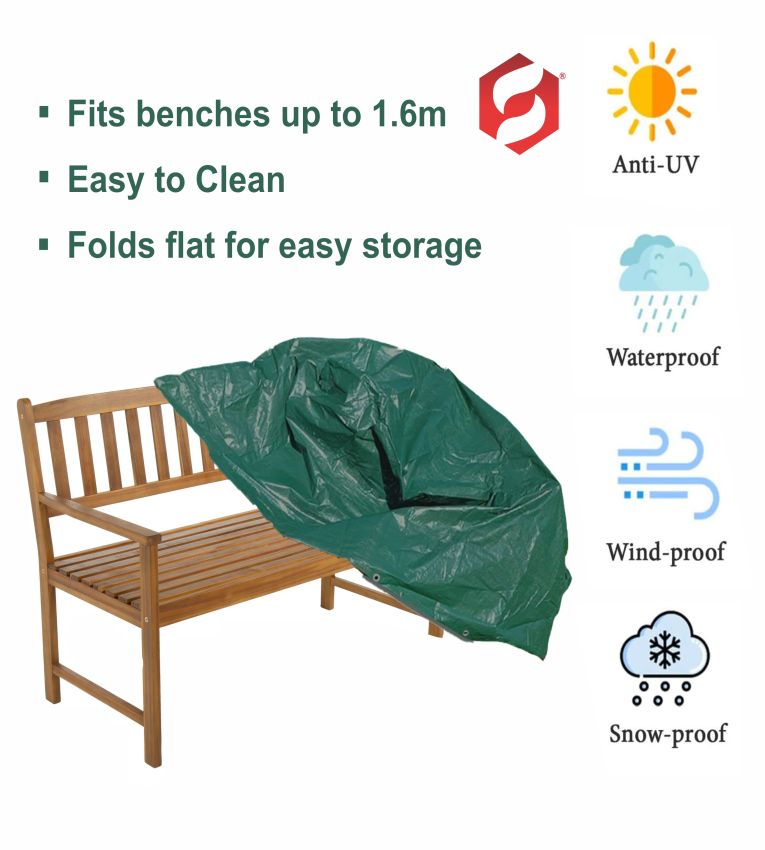 ▪ Fits benches up to 1.6m
▪ Easy to Clean
▪ Folds flat for easy storage
®
Anti-UV
Waterproof
Wind-proof
Snow-proof